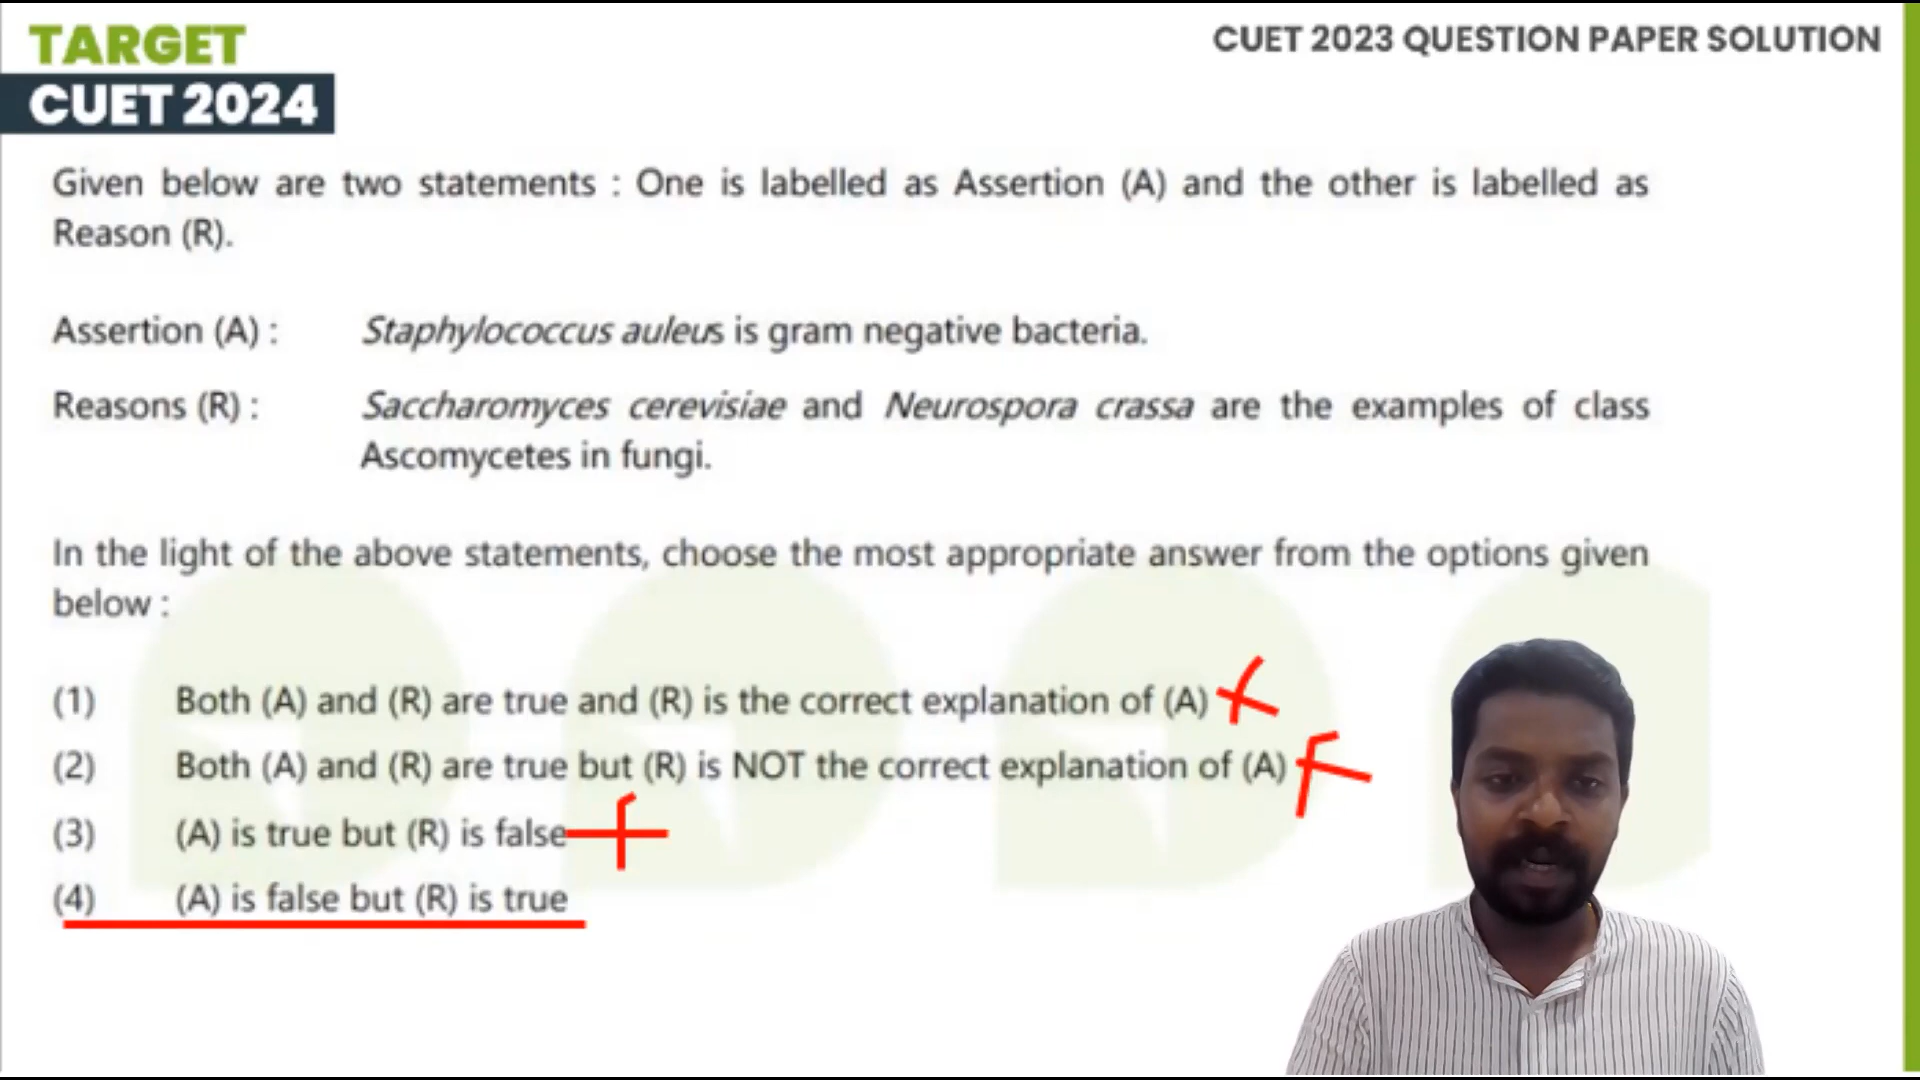 TARGET
CUET 2024
CUET 2023 QUESTION PAPER SOLUTION
Given below are two statements : One is labelled as Assertion (A) and the other is labelled as
Reason (R).
Assertion (A) : Staphylococcus auleus is gram negative bacteria.
Reasons (R) : Saccharomyces cerevisiae and Neurospora crassa are the examples of class
Ascomycetes in fungi.
In the light of the above statements, choose the most appropriate answer from the options given
below :
(1) Both (A) and (R) are true and (R) is the correct explanation of (A)
(2) Both (A) and (R) are true but (R) is NOT the correct explanation of (A)
(3) (A) is true but (R) is false
(4) (A) is false but (R) is true